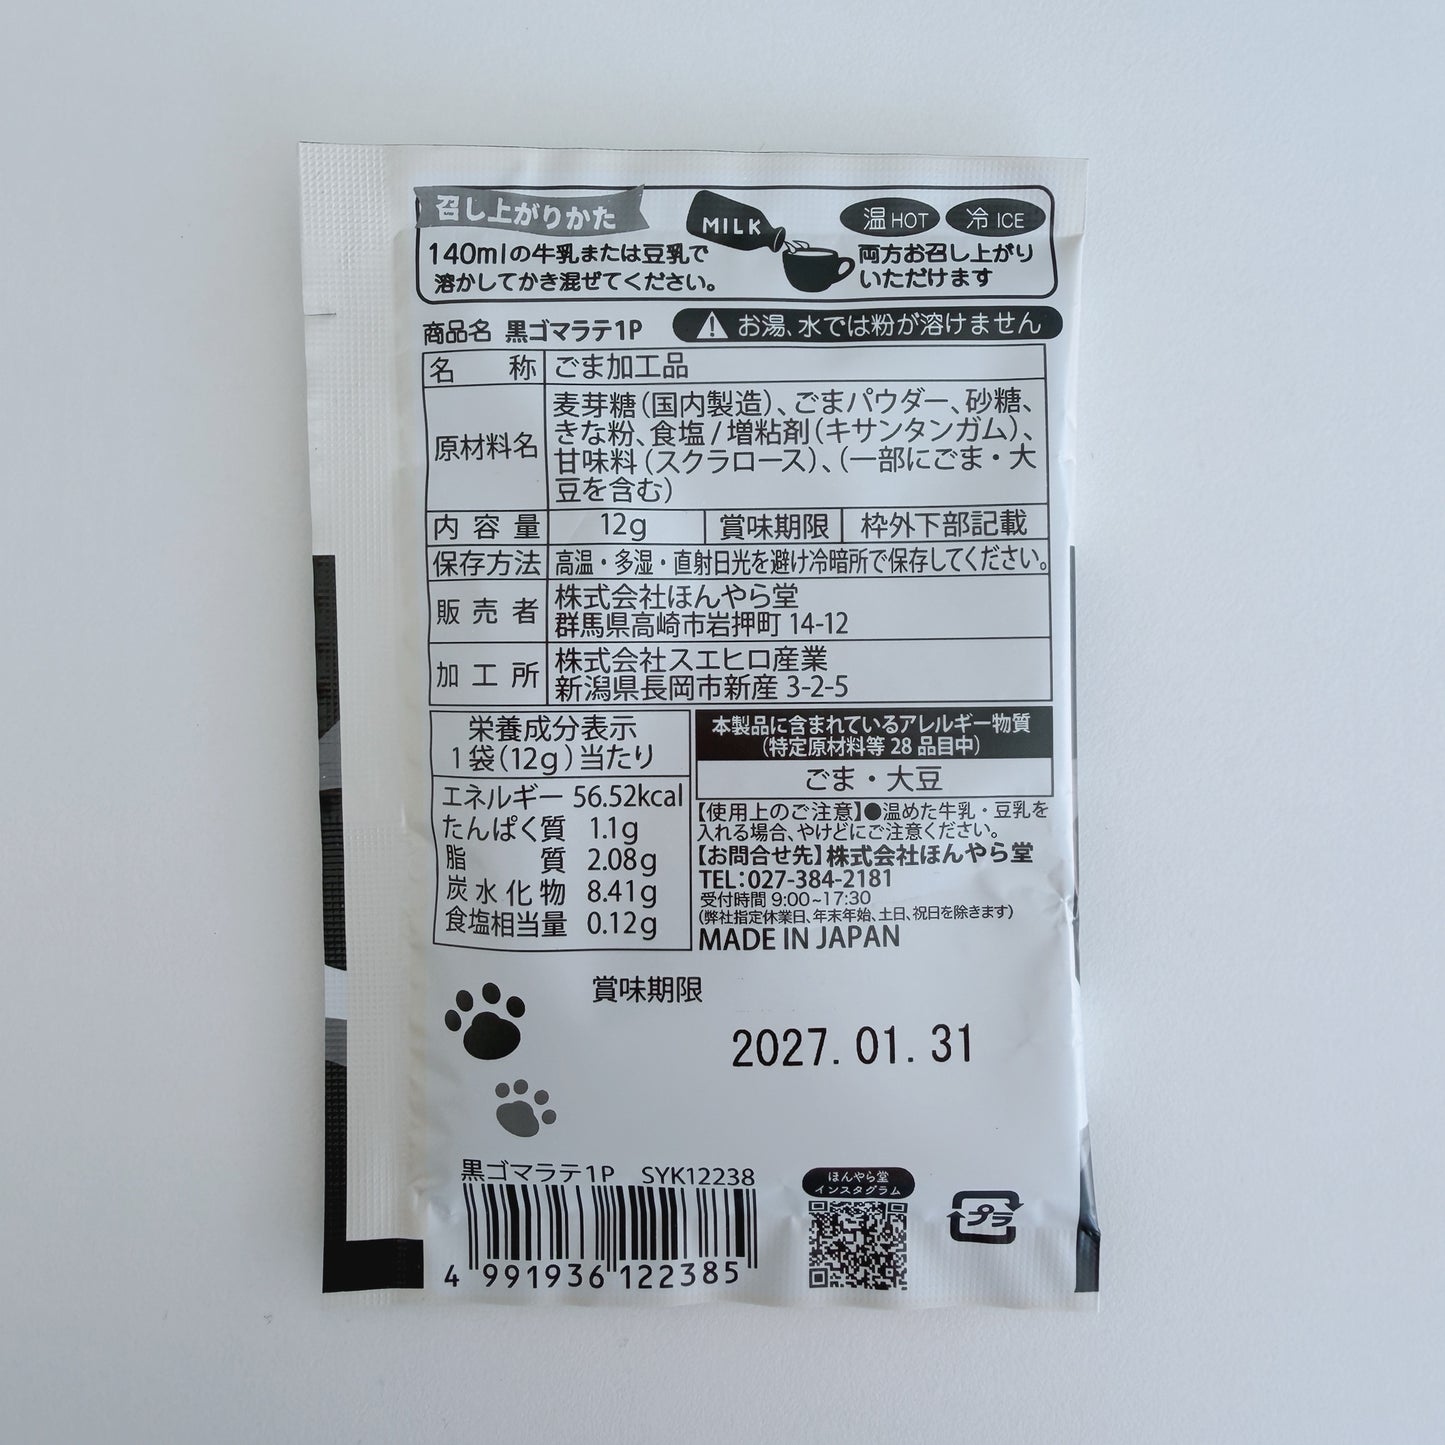 召し上がりかた
140mlの牛乳または豆乳で
溶かしてかき混ぜてください。
MILK
温 HOT 冷 ICE
両方お召し上がり
いただけます
商品名 黒ゴマラテ1P
お湯、水では粉が溶けません
名称 ごま加工品
原材料名
麦芽糖(国内製造)、ごまパウダー、砂糖、
きな粉、食塩/増粘剤(キサンタンガム)、
甘味料(スクラロース)、(一部にごま・大
豆を含む)
内容量 12g 賞味期限 枠外下部記載
保存方法 高温・多湿・直射日光を避け冷暗所で保存してください。
販売者
株式会社ほんやら堂
群馬県高崎市岩押町 14-12
加工所
株式会社スエヒロ産業
新潟県長岡市新産 3-2-5
栄養成分表示
1袋(12g)当たり
エネルギー 56.52kcal
たんぱく質 1.1g
脂質 2.08g
炭水化物 8.41g
食塩相当量 0.12g
本製品に含まれているアレルギー物質
(特定原材料等 28 品目中)
ごま・大豆
【使用上のご注意】●温めた牛乳・豆乳を
入れる場合、やけどにご注意ください。
【お問合せ先】株式会社ほんやら堂
TEL:027-384-2181
受付時間 9:00~17:30
(弊社指定休業日、年末年始、土日、祝日を除きます)
MADE IN JAPAN
賞味期限
2027.01.31
黒ゴマラテ1P SYK12238
4 991936 122385
ほんやら堂
インスタグラム
プラ